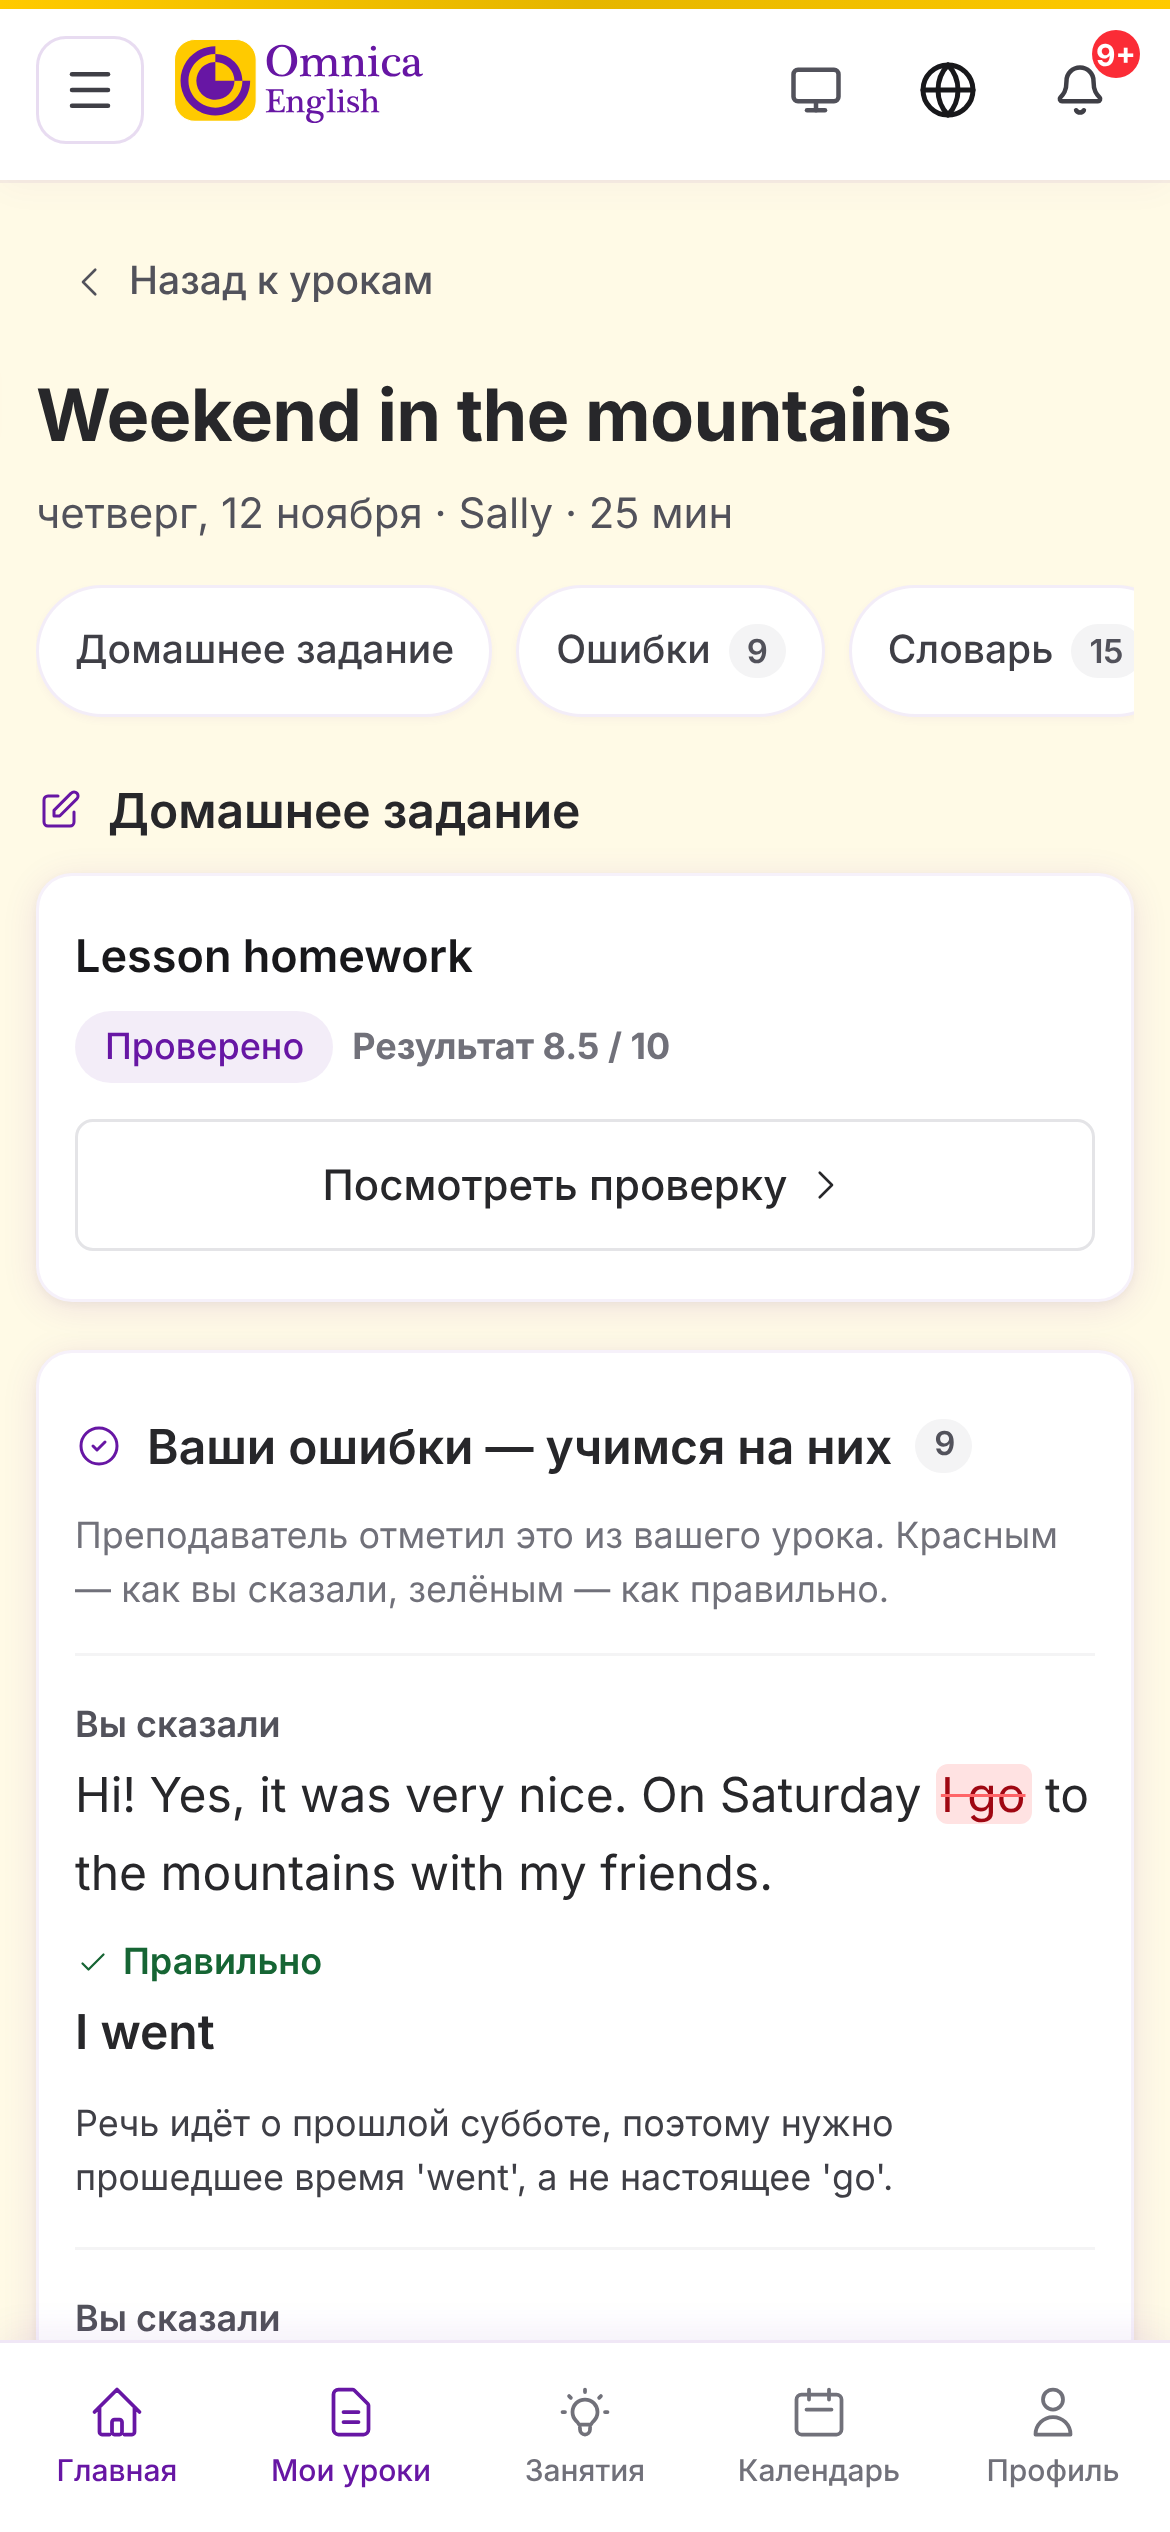 Omnica
English
9+
Назад к урокам
Weekend in the mountains
четверг, 12 ноября · Sally · 25 мин
Домашнее задание
Ошибки 9
Словарь 15
Домашнее задание
Lesson homework
Проверено Результат 8.5 / 10
Посмотреть проверку
Ваши ошибки — учимся на них 9
Преподаватель отметил это из вашего урока. Красным
— как вы сказали, зелёным — как правильно.
Вы сказали
Hi! Yes, it was very nice. On Saturday I go to
the mountains with my friends.
Правильно
I went
Речь идёт о прошлой субботе, поэтому нужно
прошедшее время 'went', а не настоящее 'go'.
Вы сказали
Главная
Мои уроки
Занятия
Календарь
Профиль